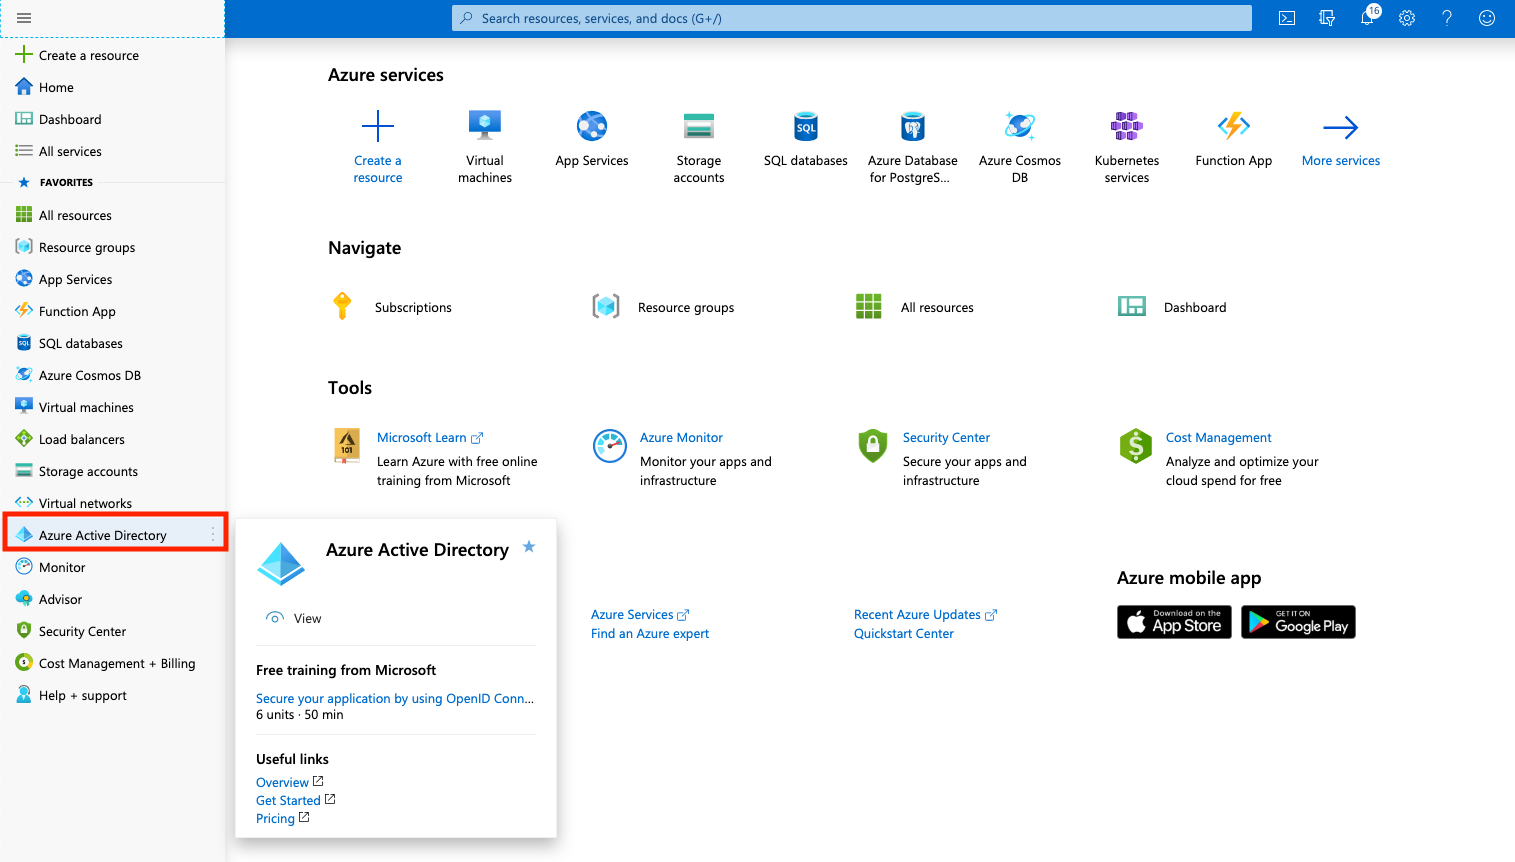 Search resources, services, and docs (G+/)
16
Create a resource
Home
Dashboard
All services
FAVORITES
All resources
Resource groups
App Services
Function App
SQL databases
Azure Cosmos DB
Virtual machines
Load balancers
Storage accounts
Virtual networks
Azure Active Directory
Monitor
Advisor
Security Center
Cost Management + Billing
Help + support
Azure services
Create a
resource
Virtual
machines
App Services
Storage
accounts
SQL
SQL databases
Azure Database
for PostgreS...
Azure Cosmos
DB
Kubernetes
services
Function App
More services
Navigate
Subscriptions
Resource groups
All resources
Dashboard
Tools
101
Microsoft Learn
Learn Azure with free online
training from Microsoft
Azure Monitor
Monitor your apps and
infrastructure
Security Center
Secure your apps and
infrastructure
Cost Management
Analyze and optimize your
cloud spend for free
Azure Active Directory
View
Free training from Microsoft
Secure your application by using OpenID Conn...
6 units · 50 min
Useful links
Overview
Get Started
Pricing
Azure Services
Find an Azure expert
Recent Azure Updates
Quickstart Center
Azure mobile app
Download on the
App Store
GET IT ON
Google Play